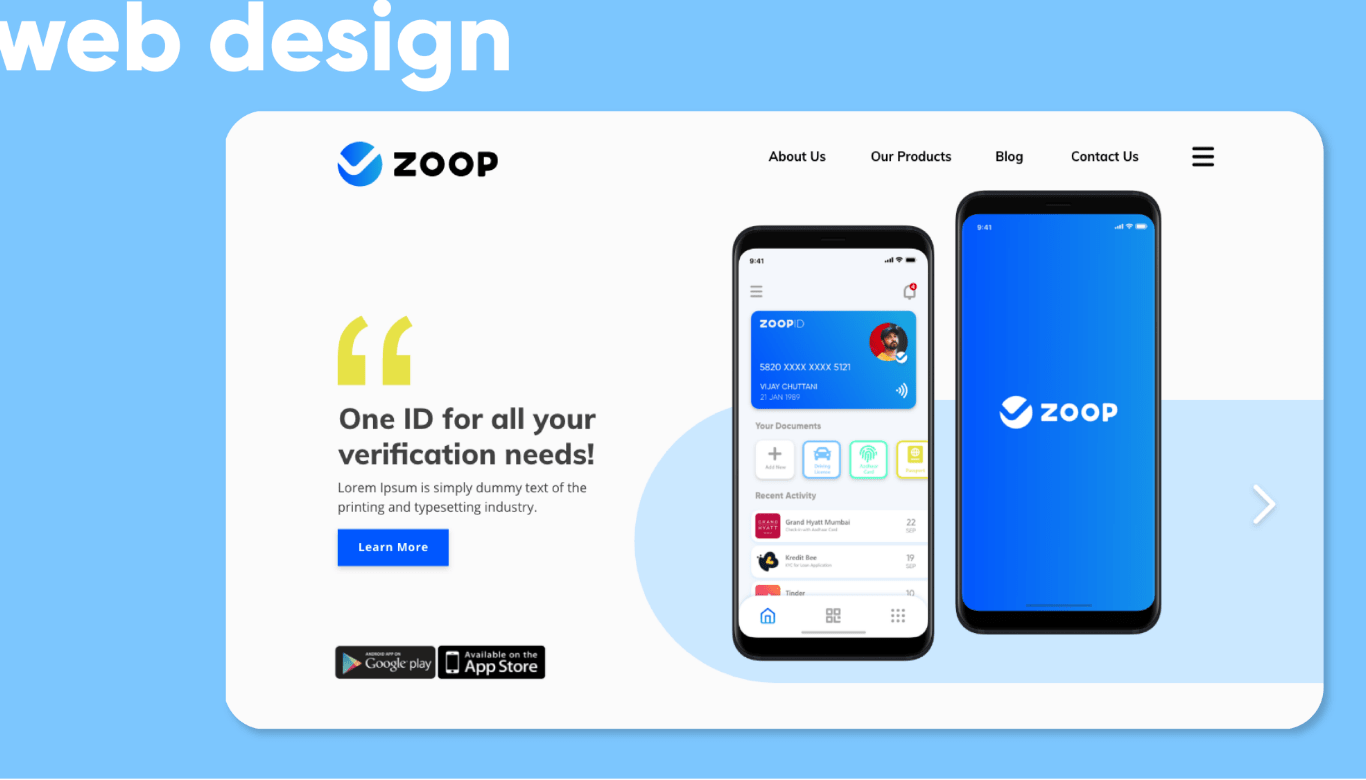 web design
ZOOP
About Us
Our Products
Blog
Contact Us
9:41
4
ZOOPID
5820 XXXX XXXX 5121
VIJAY CHUTTANI
21 JAN 1989
Your Documents
Add New
Driving
License
Aadhaar
Card
Passport
Recent Activity
GRAND
HYATT
Grand Hyatt Mumbai
Check-in with Aadhaar Card
22
SEP
Kredit Bee
KYC for Loan Application
19
SEP
Tinder
10
9:41
ZOOP
One ID for all your
verification needs!
Lorem Ipsum is simply dummy text of the
printing and typesetting industry.
Learn More
ANDROID APP ON
Google play
Available on the
App Store